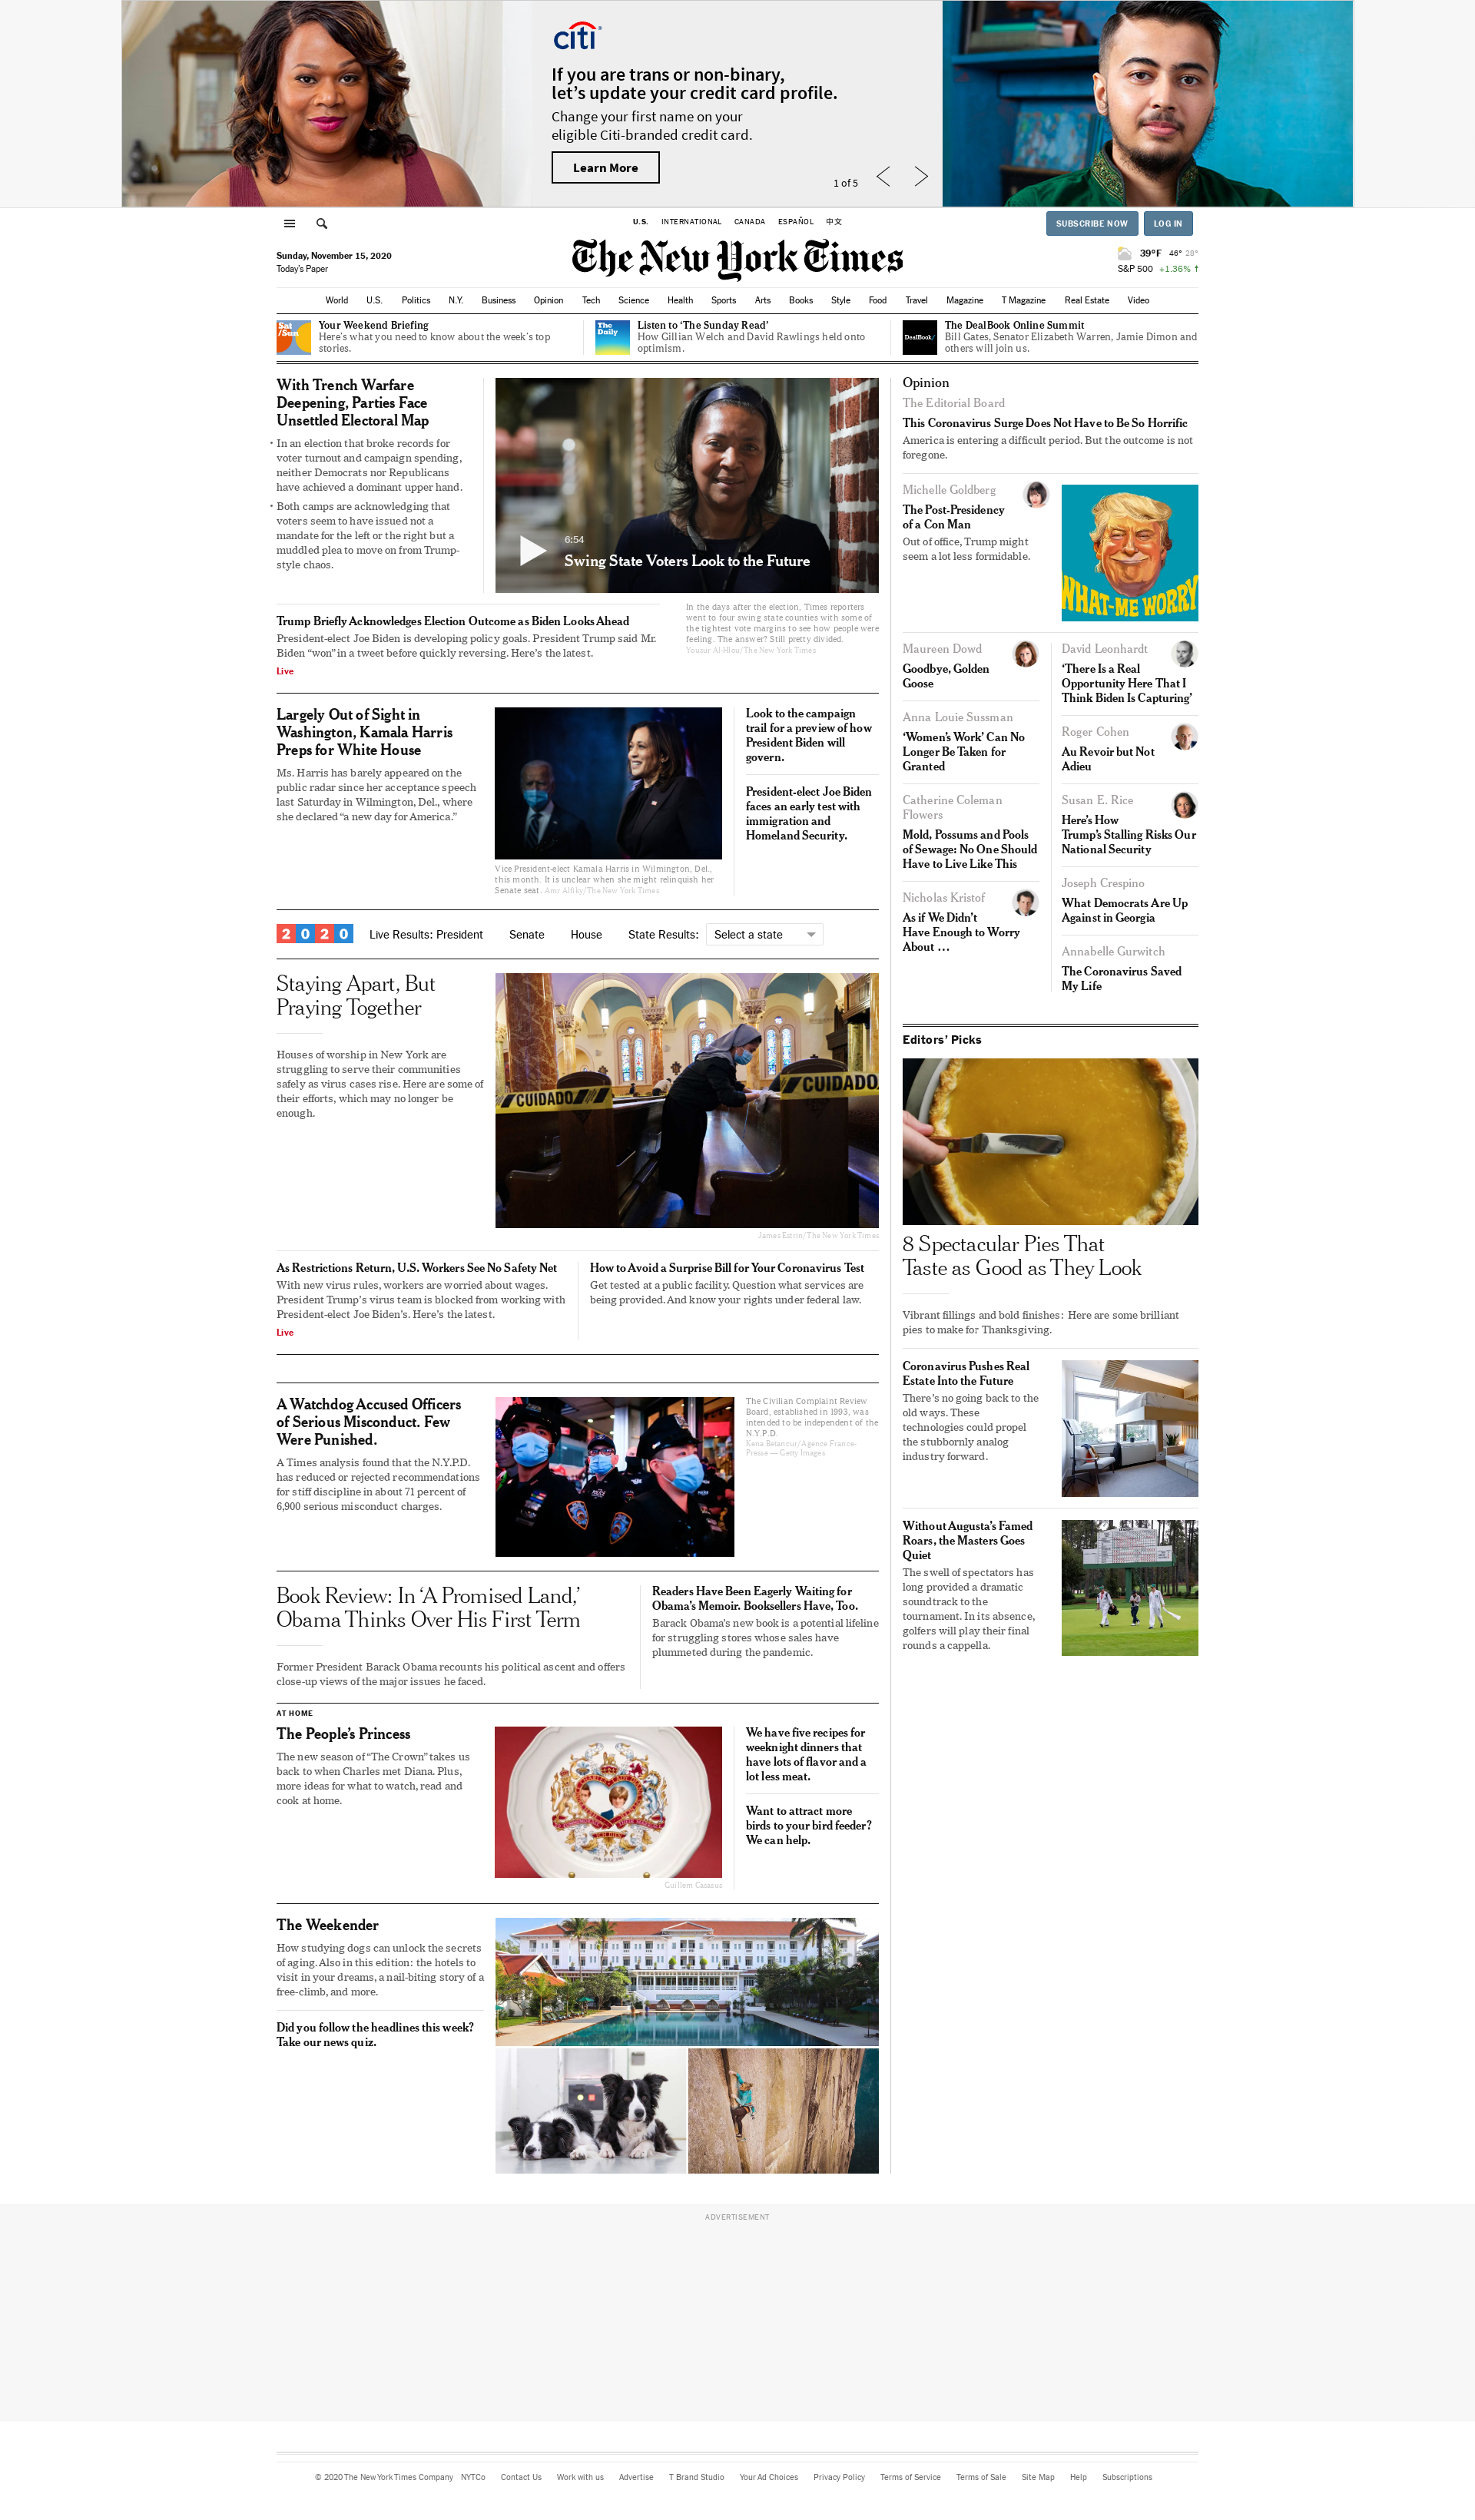 citi
If you are trans or non-binary,
let's update your credit card profile.
Change your first name on your
eligible Citi-branded credit card.
Learn More
1 of 5
U.S. INTERNATIONAL CANADA ESPAÑOL 中文
SUBSCRIBE NOW LOG IN
Sunday, November 15, 2020
Today's Paper
The New York Times
39°F 46° 28°
S&P 500 +1.36% ↑
World U.S. Politics N.Y. Business Opinion Tech Science Health Sports Arts Books Style Food Travel Magazine T Magazine Real Estate Video
Sat/Sun
Your Weekend Briefing
Here's what you need to know about the week's top
stories.
The Daily
Listen to ‘The Sunday Read’
How Gillian Welch and David Rawlings held onto
optimism.
DealBook/
The DealBook Online Summit
Bill Gates, Senator Elizabeth Warren, Jamie Dimon and
others will join us.
With Trench Warfare
Deepening, Parties Face
Unsettled Electoral Map
• In an election that broke records for
voter turnout and campaign spending,
neither Democrats nor Republicans
have achieved a dominant upper hand.
• Both camps are acknowledging that
voters seem to have issued not a
mandate for the left or the right but a
muddled plea to move on from Trump-
style chaos.
6:54
Swing State Voters Look to the Future
In the days after the election, Times reporters
went to four swing state counties with some of
the tightest vote margins to see how people were
feeling. The answer? Still pretty divided.
Yousur Al-Hlou/The New York Times
Trump Briefly Acknowledges Election Outcome as Biden Looks Ahead
President-elect Joe Biden is developing policy goals. President Trump said Mr.
Biden “won” in a tweet before quickly reversing. Here's the latest.
Live
Largely Out of Sight in
Washington, Kamala Harris
Preps for White House
Ms. Harris has barely appeared on the
public radar since her acceptance speech
last Saturday in Wilmington, Del., where
she declared “a new day for America.”
Vice President-elect Kamala Harris in Wilmington, Del.,
this month. It is unclear when she might relinquish her
Senate seat. Amr Alfiky/The New York Times
Look to the campaign
trail for a preview of how
President Biden will
govern.
President-elect Joe Biden
faces an early test with
immigration and
Homeland Security.
2020 Live Results: President Senate House State Results: Select a state
Staying Apart, But
Praying Together
Houses of worship in New York are
struggling to serve their communities
safely as virus cases rise. Here are some of
their efforts, which may no longer be
enough.
CUIDADO
CUIDADO
James Estrin/The New York Times
As Restrictions Return, U.S. Workers See No Safety Net
With new virus rules, workers are worried about wages.
President Trump's virus team is blocked from working with
President-elect Joe Biden's. Here's the latest.
Live
How to Avoid a Surprise Bill for Your Coronavirus Test
Get tested at a public facility. Question what services are
being provided. And know your rights under federal law.
A Watchdog Accused Officers
of Serious Misconduct. Few
Were Punished.
A Times analysis found that the N.Y.P.D.
has reduced or rejected recommendations
for stiff discipline in about 71 percent of
6,900 serious misconduct charges.
The Civilian Complaint Review
Board, established in 1993, was
intended to be independent of the
N.Y.P.D.
Kena Betancur/Agence France-
Presse — Getty Images
Book Review: In ‘A Promised Land,’
Obama Thinks Over His First Term
Former President Barack Obama recounts his political ascent and offers
close-up views of the major issues he faced.
Readers Have Been Eagerly Waiting for
Obama's Memoir. Booksellers Have, Too.
Barack Obama's new book is a potential lifeline
for struggling stores whose sales have
plummeted during the pandemic.
AT HOME
The People's Princess
The new season of “The Crown” takes us
back to when Charles met Diana. Plus,
more ideas for what to watch, read and
cook at home.
Guillem Casasus
We have five recipes for
weeknight dinners that
have lots of flavor and a
lot less meat.
Want to attract more
birds to your bird feeder?
We can help.
The Weekender
How studying dogs can unlock the secrets
of aging. Also in this edition: the hotels to
visit in your dreams, a nail-biting story of a
free-climb, and more.
Did you follow the headlines this week?
Take our news quiz.
Opinion
The Editorial Board
This Coronavirus Surge Does Not Have to Be So Horrific
America is entering a difficult period. But the outcome is not
foregone.
Michelle Goldberg
The Post-Presidency
of a Con Man
Out of office, Trump might
seem a lot less formidable.
WHAT-ME WORRY
Maureen Dowd
Goodbye, Golden
Goose
Anna Louie Sussman
‘Women's Work’ Can No
Longer Be Taken for
Granted
Catherine Coleman
Flowers
Mold, Possums and Pools
of Sewage: No One Should
Have to Live Like This
Nicholas Kristof
As if We Didn't
Have Enough to Worry
About …
David Leonhardt
‘There Is a Real
Opportunity Here That I
Think Biden Is Capturing’
Roger Cohen
Au Revoir but Not
Adieu
Susan E. Rice
Here's How
Trump's Stalling Risks Our
National Security
Joseph Crespino
What Democrats Are Up
Against in Georgia
Annabelle Gurwitch
The Coronavirus Saved
My Life
Editors' Picks
8 Spectacular Pies That
Taste as Good as They Look
Vibrant fillings and bold finishes: Here are some brilliant
pies to make for Thanksgiving.
Coronavirus Pushes Real
Estate Into the Future
There's no going back to the
old ways. These
technologies could propel
the stubbornly analog
industry forward.
Without Augusta's Famed
Roars, the Masters Goes
Quiet
The swell of spectators has
long provided a dramatic
soundtrack to the
tournament. In its absence,
golfers will play their final
rounds a cappella.
ADVERTISEMENT
© 2020 The New York Times Company NYTCo Contact Us Work with us Advertise T Brand Studio Your Ad Choices Privacy Policy Terms of Service Terms of Sale Site Map Help Subscriptions